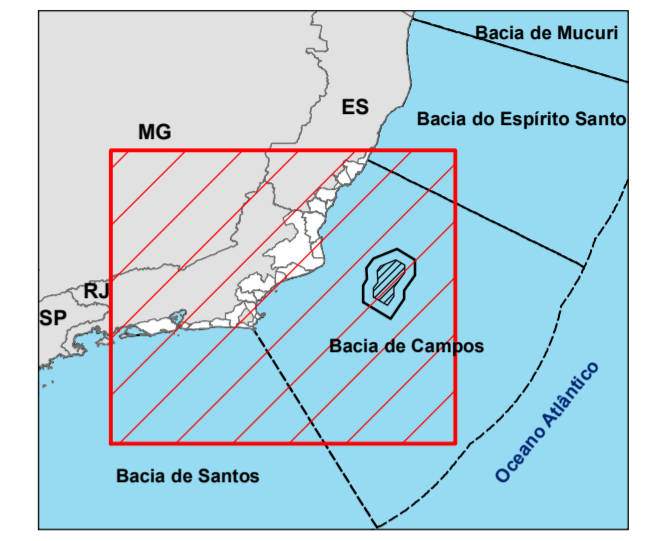 Bacia de Mucuri
ES
Bacia do Espírito Santo
MG
RJ
SP
Bacia de Campos
Oceano Atlântico
Bacia de Santos